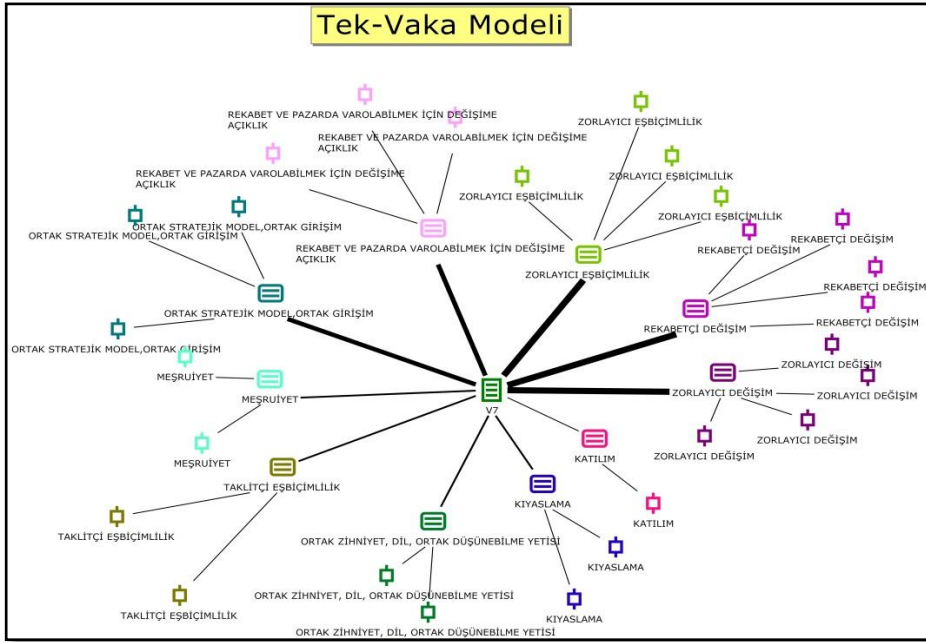 Tek-Vaka Modeli
REKABET VE PAZARDA VAROLABİLMEK İÇİN DEĞİŞİME
AÇIKLIK
REKABET VE PAZARDA VAROLABİLMEK İÇİN DEĞİŞİME
AÇIKLIK
REKABET VE PAZARDA VAROLABİLMEK İÇİN DEĞİŞİME
AÇIKLIK
REKABET VE PAZARDA VAROLABİLMEK İÇİN DEĞİŞİME
AÇIKLIK
ZORLAYICI EŞBİÇİMLİLİK
ZORLAYICI EŞBİÇİMLİLİK
ZORLAYICI EŞBİÇİMLİLİK
ZORLAYICI EŞBİÇİMLİLİK
ZORLAYICI EŞBİÇİMLİLİK
ORTAK STRATEJİK MODEL,ORTAK GİRİŞİM
ORTAK STRATEJİK MODEL,ORTAK GİRİŞİM
ORTAK STRATEJİK MODEL,ORTAK GİRİŞİM
ORTAK STRATEJİK MODEL,ORTAK GİRİŞİM
REKABETÇİ DEĞİŞİM
REKABETÇİ DEĞİŞİM
REKABETÇİ DEĞİŞİM
REKABETÇİ DEĞİŞİM
REKABETÇİ DEĞİŞİM
MEŞRUİYET
MEŞRUİYET
MEŞRUİYET
V7
ZORLAYICI DEĞİŞİM
ZORLAYICI DEĞİŞİM
ZORLAYICI DEĞİŞİM
ZORLAYICI DEĞİŞİM
ZORLAYICI DEĞİŞİM
TAKLİTÇİ EŞBİÇİMLİLİK
TAKLİTÇİ EŞBİÇİMLİLİK
TAKLİTÇİ EŞBİÇİMLİLİK
KATILIM
KATILIM
KIYASLAMA
KIYASLAMA
KIYASLAMA
ORTAK ZİHNİYET, DİL, ORTAK DÜŞÜNEBİLME YETİSİ
ORTAK ZİHNİYET, DİL, ORTAK DÜŞÜNEBİLME YETİSİ
ORTAK ZİHNİYET, DİL, ORTAK DÜŞÜNEBİLME YETİSİ